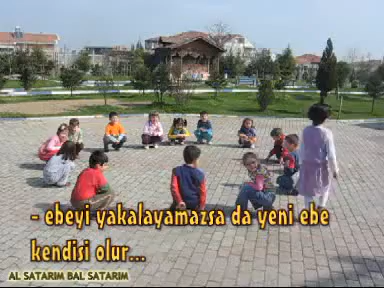 - ebeyi yakalayamazsa da yeni ebe
kendisi olur...
AL SATARIM BAL SATARIM